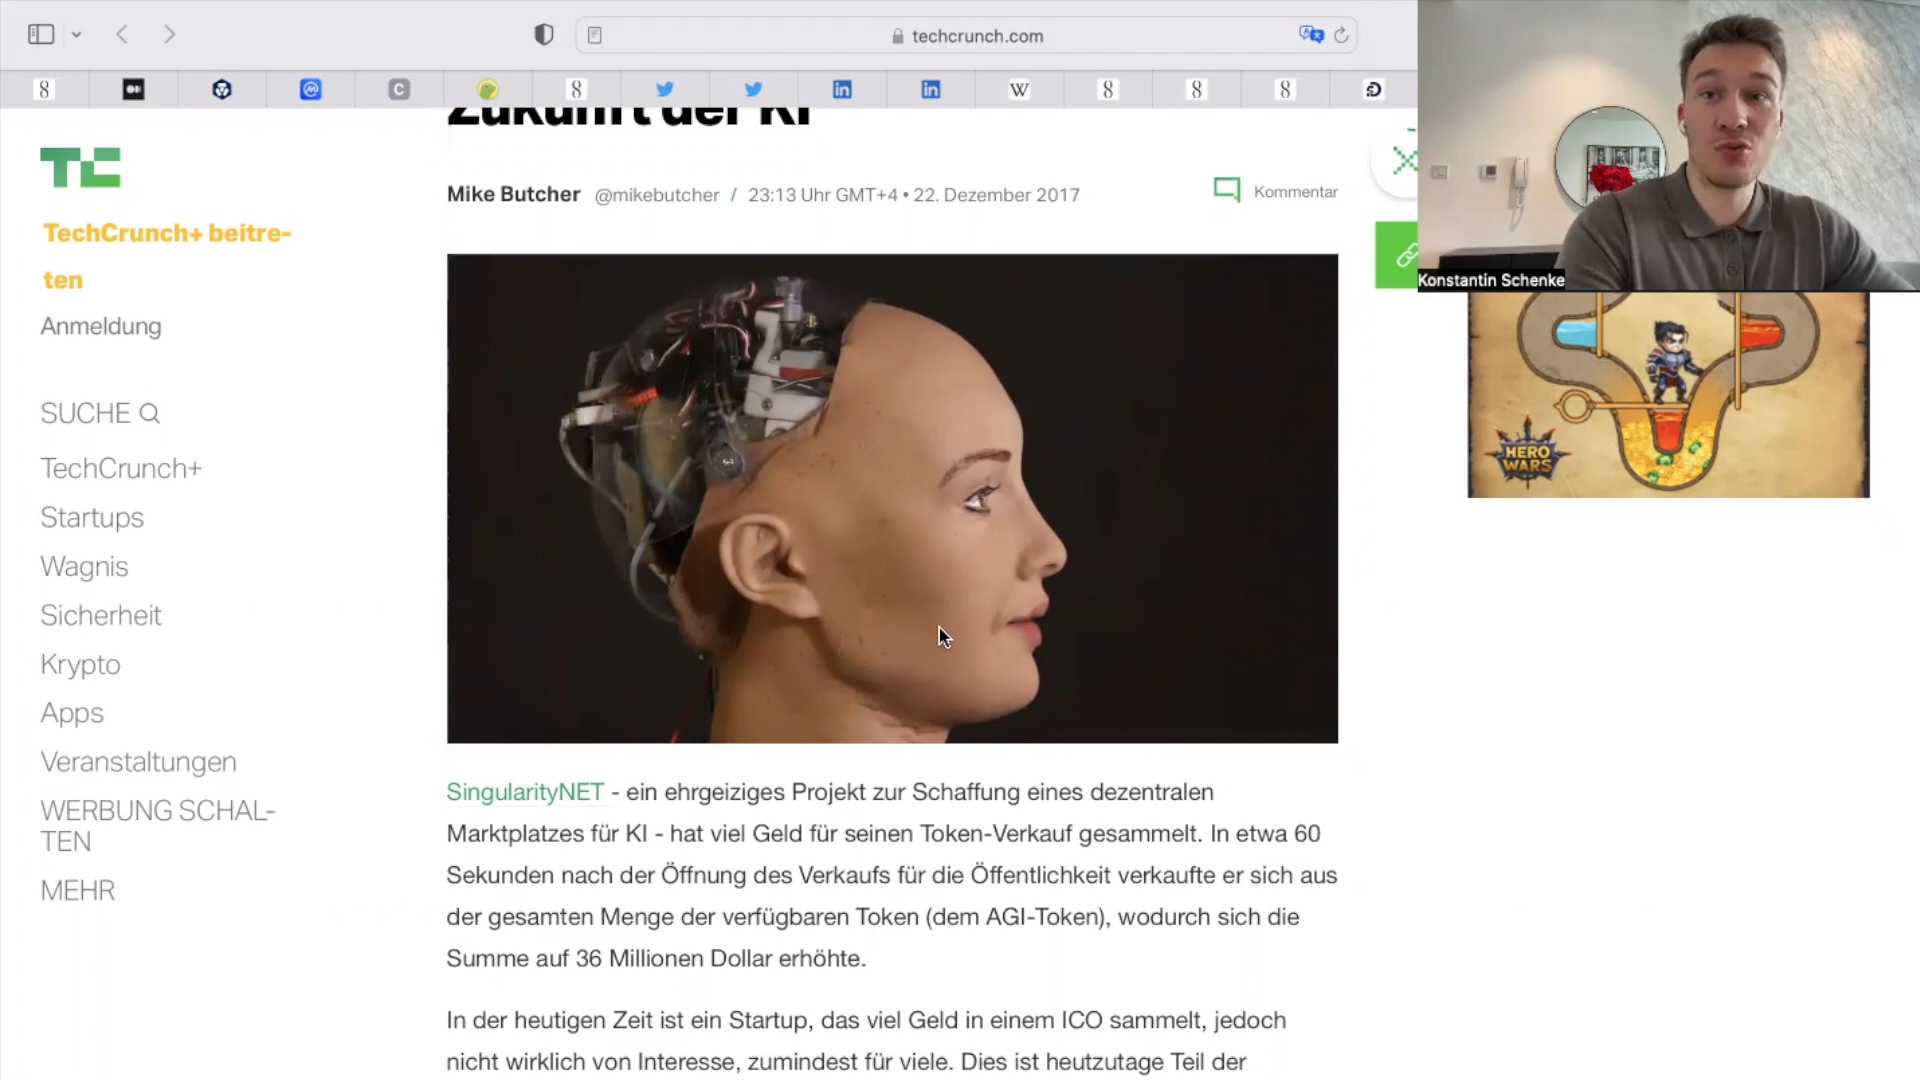 techcrunch.com
Zukunft der KI
TC
TechCrunch+ beitre-
ten
Anmeldung
SUCHE
TechCrunch+
Startups
Wagnis
Sicherheit
Krypto
Apps
Veranstaltungen
WERBUNG SCHAL-
TEN
MEHR
Mike Butcher @mikebutcher / 23:13 Uhr GMT+4 • 22. Dezember 2017
Kommentar
SingularityNET - ein ehrgeiziges Projekt zur Schaffung eines dezentralen
Marktplatzes für KI - hat viel Geld für seinen Token-Verkauf gesammelt. In etwa 60
Sekunden nach der Öffnung des Verkaufs für die Öffentlichkeit verkaufte er sich aus
der gesamten Menge der verfügbaren Token (dem AGI-Token), wodurch sich die
Summe auf 36 Millionen Dollar erhöhte.
In der heutigen Zeit ist ein Startup, das viel Geld in einem ICO sammelt, jedoch
nicht wirklich von Interesse, zumindest für viele. Dies ist heutzutage Teil der
Konstantin Schenke
HERO
WARS